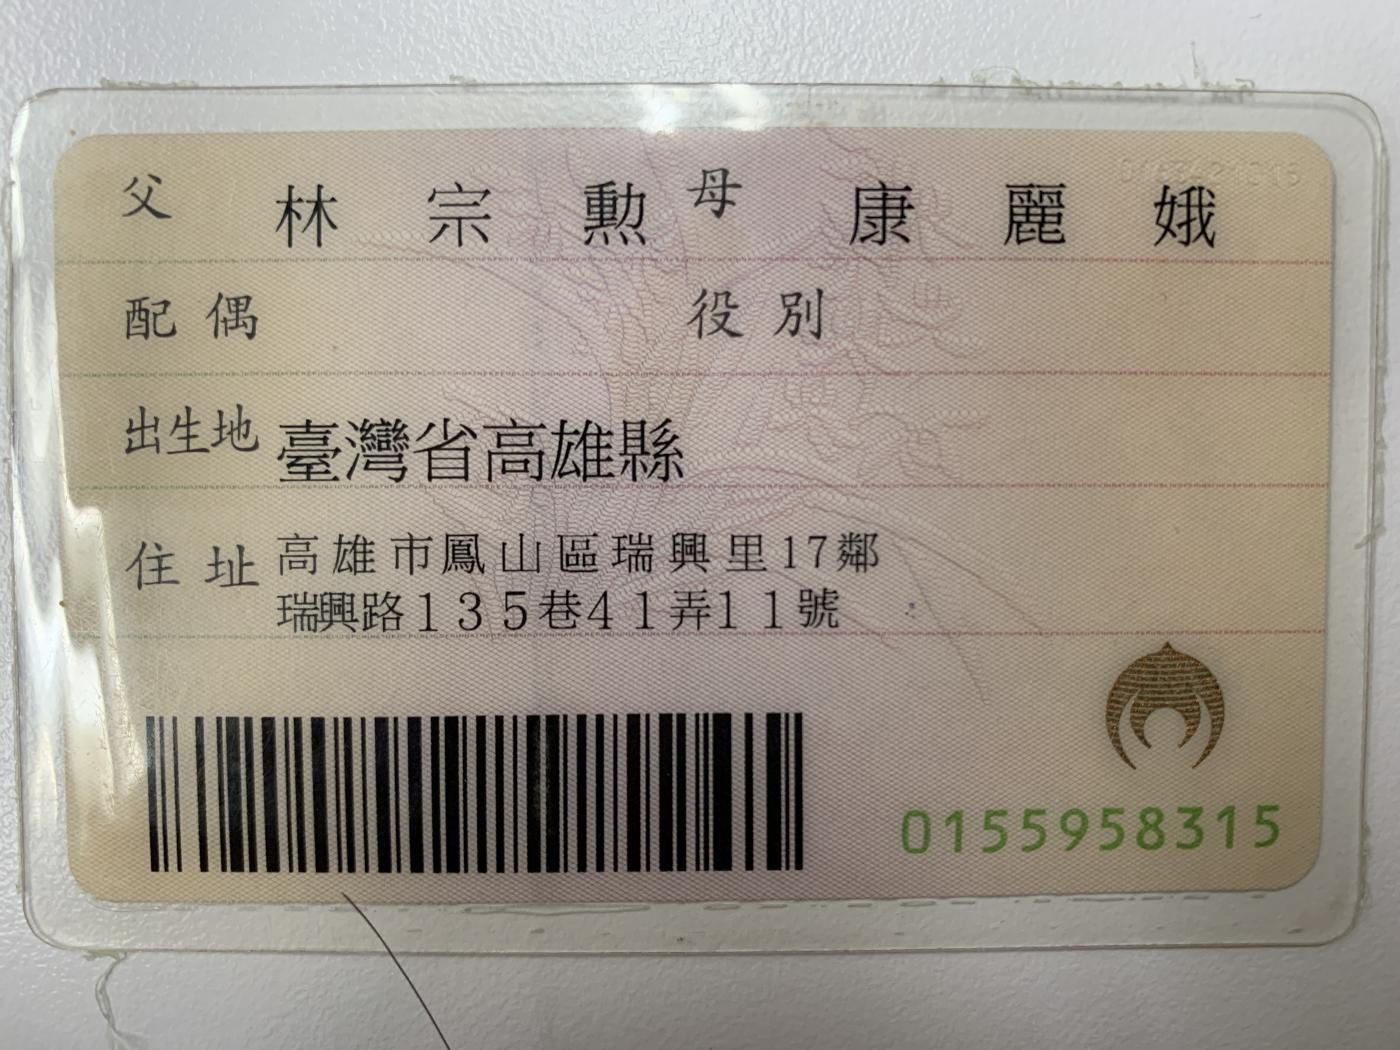 父 林宗勲 母 康麗娥
配偶 役別
出生地 臺灣省高雄縣
住址 高雄市鳳山區瑞興里17鄰
瑞興路135巷41弄11號
0155958315